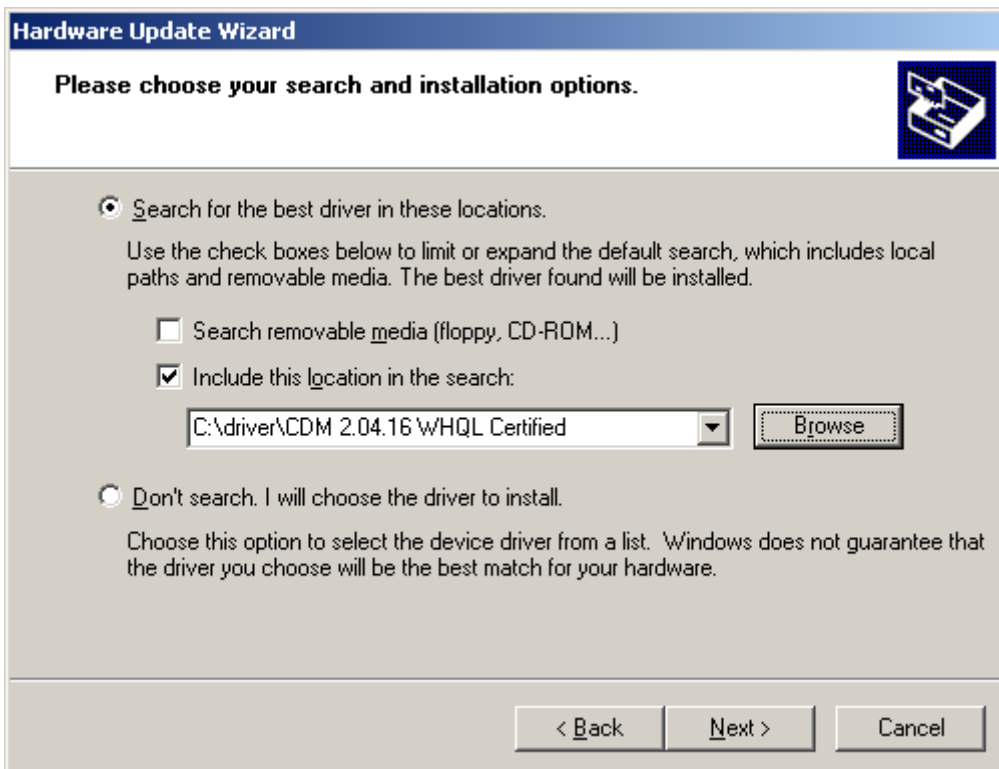 Hardware Update Wizard
Please choose your search and installation options.
Search for the best driver in these locations.
Use the check boxes below to limit or expand the default search, which includes local
paths and removable media. The best driver found will be installed.
Search removable media (floppy, CD-ROM...)
Include this location in the search:
C:\driver\CDM 2.04.16 WHQL Certified
Browse
Don't search. I will choose the driver to install.
Choose this option to select the device driver from a list. Windows does not guarantee that
the driver you choose will be the best match for your hardware.
< Back
Next >
Cancel